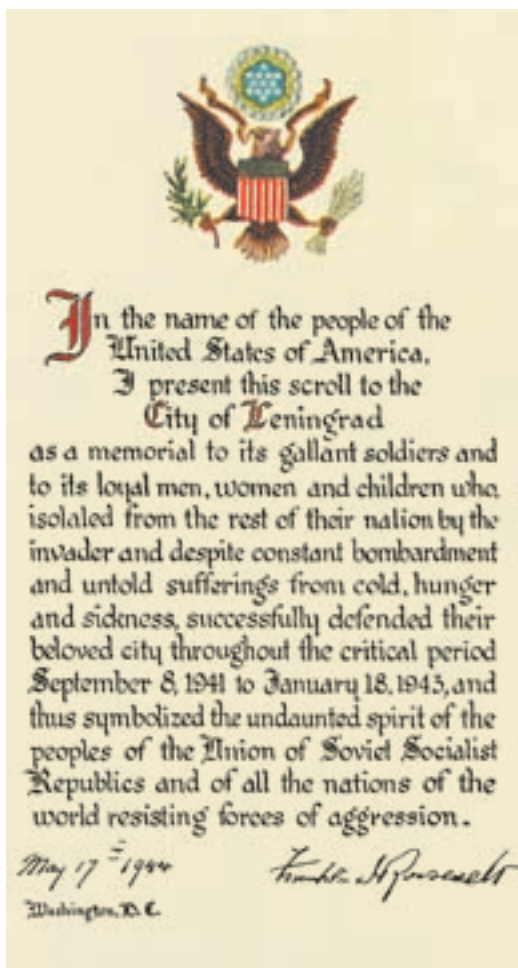 In the name of the people of the
United States of America,
I present this scroll to the
City of Leningrad
as a memorial to its gallant soldiers and
to its loyal men, women and children who,
isolated from the rest of their nation by the
invader and despite constant bombardment
and untold sufferings from cold, hunger
and sickness, successfully defended their
beloved city throughout the critical period
September 8, 1941 to January 18, 1943, and
thus symbolized the undaunted spirit of the
peoples of the Union of Soviet Socialist
Republics and of all the nations of the
world resisting forces of aggression.
May 17th 1944
Franklin D Roosevelt
Washington, D.C.